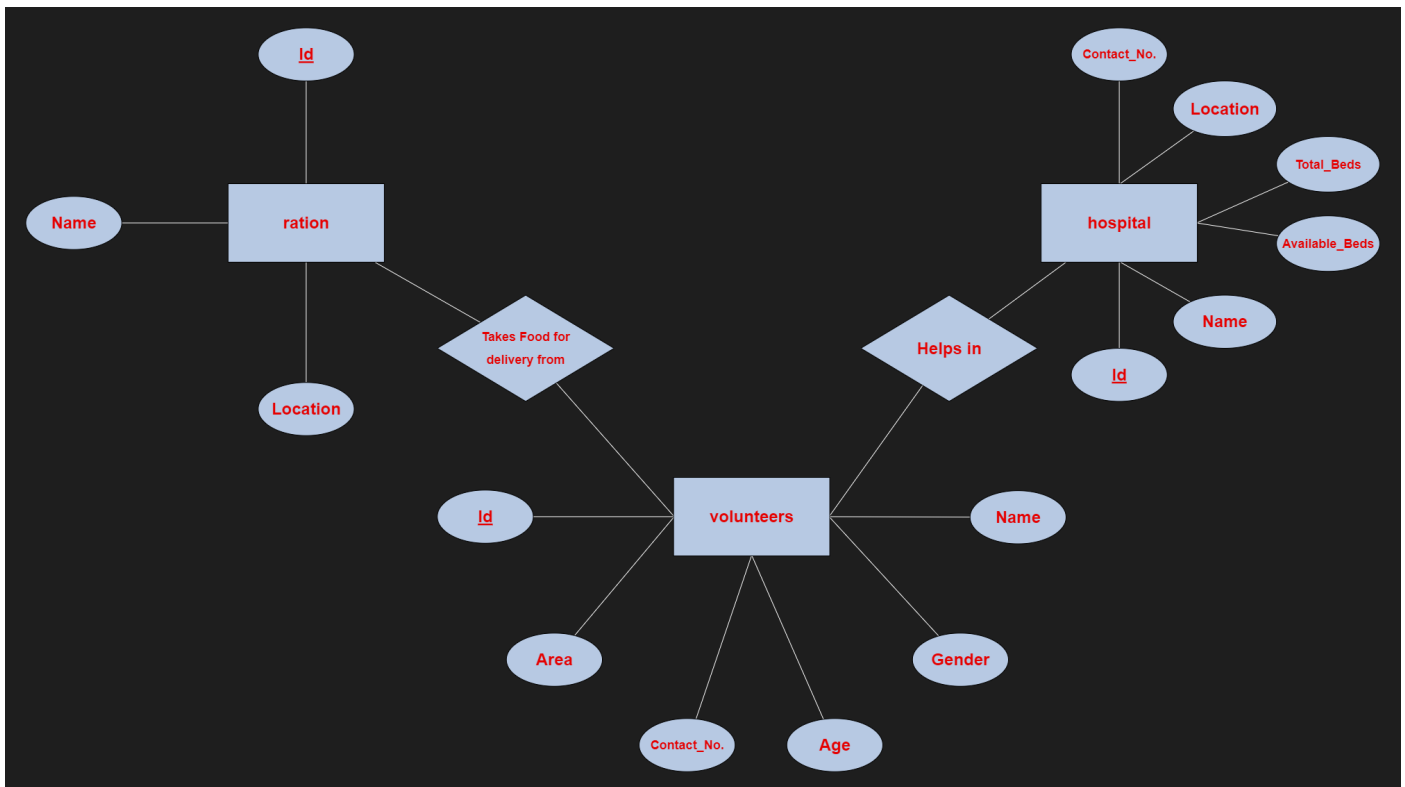 Id
Contact_No.
Location
Total_Beds
Name
ration
hospital
Available_Beds
Name
Takes Food for
delivery from
Helps in
Id
Location
Id
volunteers
Name
Area
Gender
Contact_No.
Age